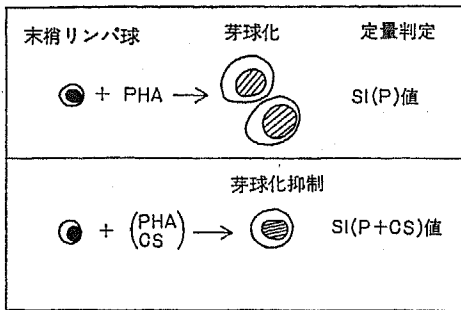 末梢リンパ球 芽球化 定量判定
+ PHA → SI(P)値
芽球化抑制
+ (PHA CS) → SI(P+CS)値